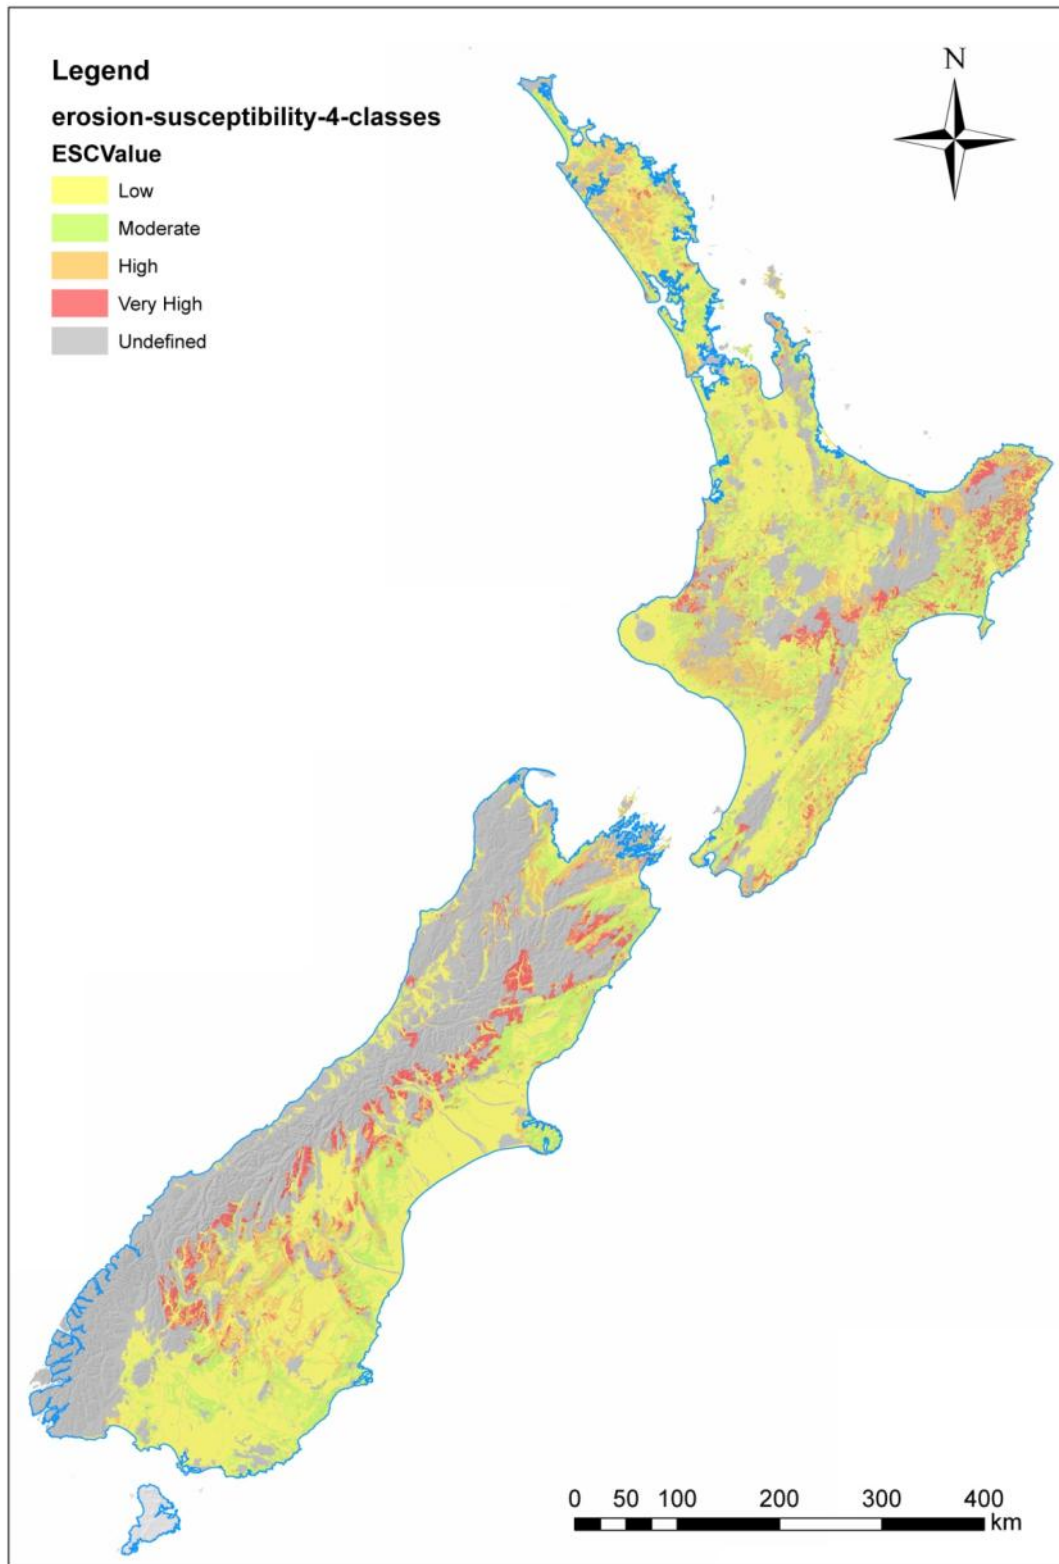 Legend
erosion-susceptibility-4-classes
ESCValue
Low
Moderate
High
Very High
Undefined
N
0 50 100 200 300 400
km